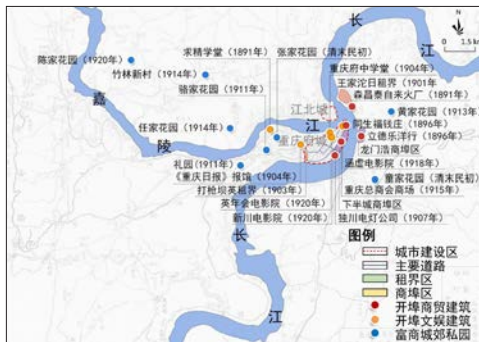 长
江
N
0 1.5 km
求精学堂(1891年)
张家花园(清末民初)
陈家花园(1920年)
重庆府中学堂(1904年)
竹林新村(1914年)
王家沱日租界(1901年
骆家花园(1911年)
森昌泰自来火厂(1891年)
江北城
黄家花园(1913年)
嘉
任家花园(1914年)
江
同生福钱庄(1896年)
重庆府城
立德乐洋行(1896年)
陵
龙门浩商埠区
礼园(1911年)
涵虚电影院(1918年)
《重庆日报》报馆(1904年)
童家花园(清末民初)
打枪坝英租界(1903年)
重庆总商会商场(1915年)
英年会电影院(1920年)
下半城商埠区
新川电影院(1920年)
独川电灯公司(1907年)
长
江
图例
城市建设区
主要道路
租界区
商埠区
开埠商贸建筑
开埠文娱建筑
富商城郊私园